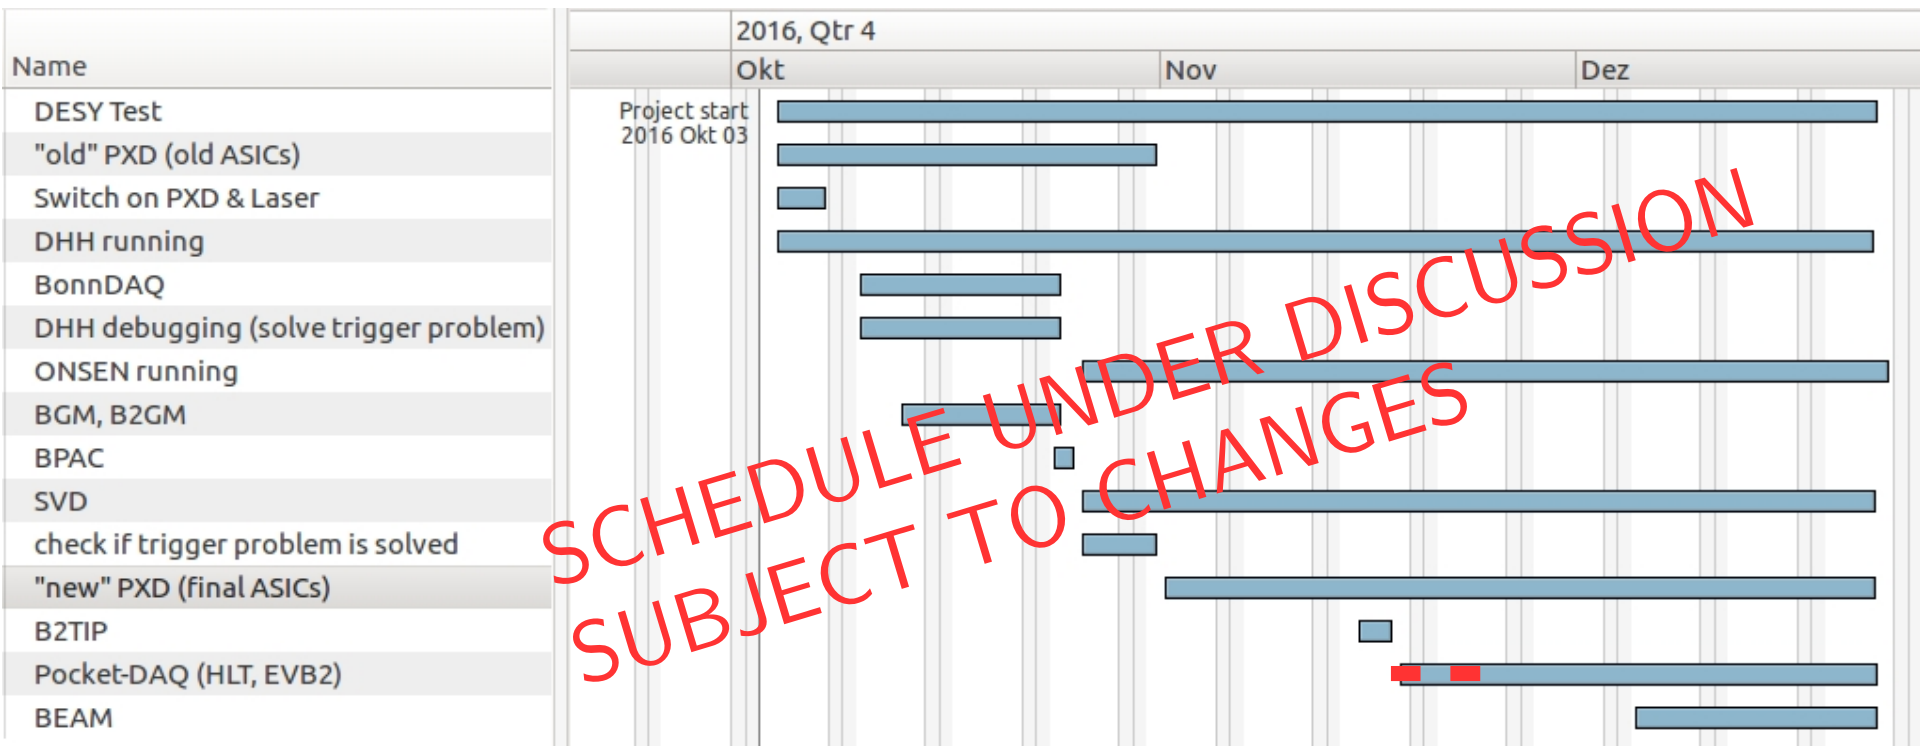 2016, Qtr 4
Name
Okt Nov Dez
Project start
2016 Okt 03
DESY Test
"old" PXD (old ASICs)
Switch on PXD & Laser
DHH running
BonnDAQ
DHH debugging (solve trigger problem)
ONSEN running
BGM, B2GM
BPAC
SVD
check if trigger problem is solved
"new" PXD (final ASICs)
B2TIP
Pocket-DAQ (HLT, EVB2)
BEAM
SCHEDULE UNDER DISCUSSION
SUBJECT TO CHANGES